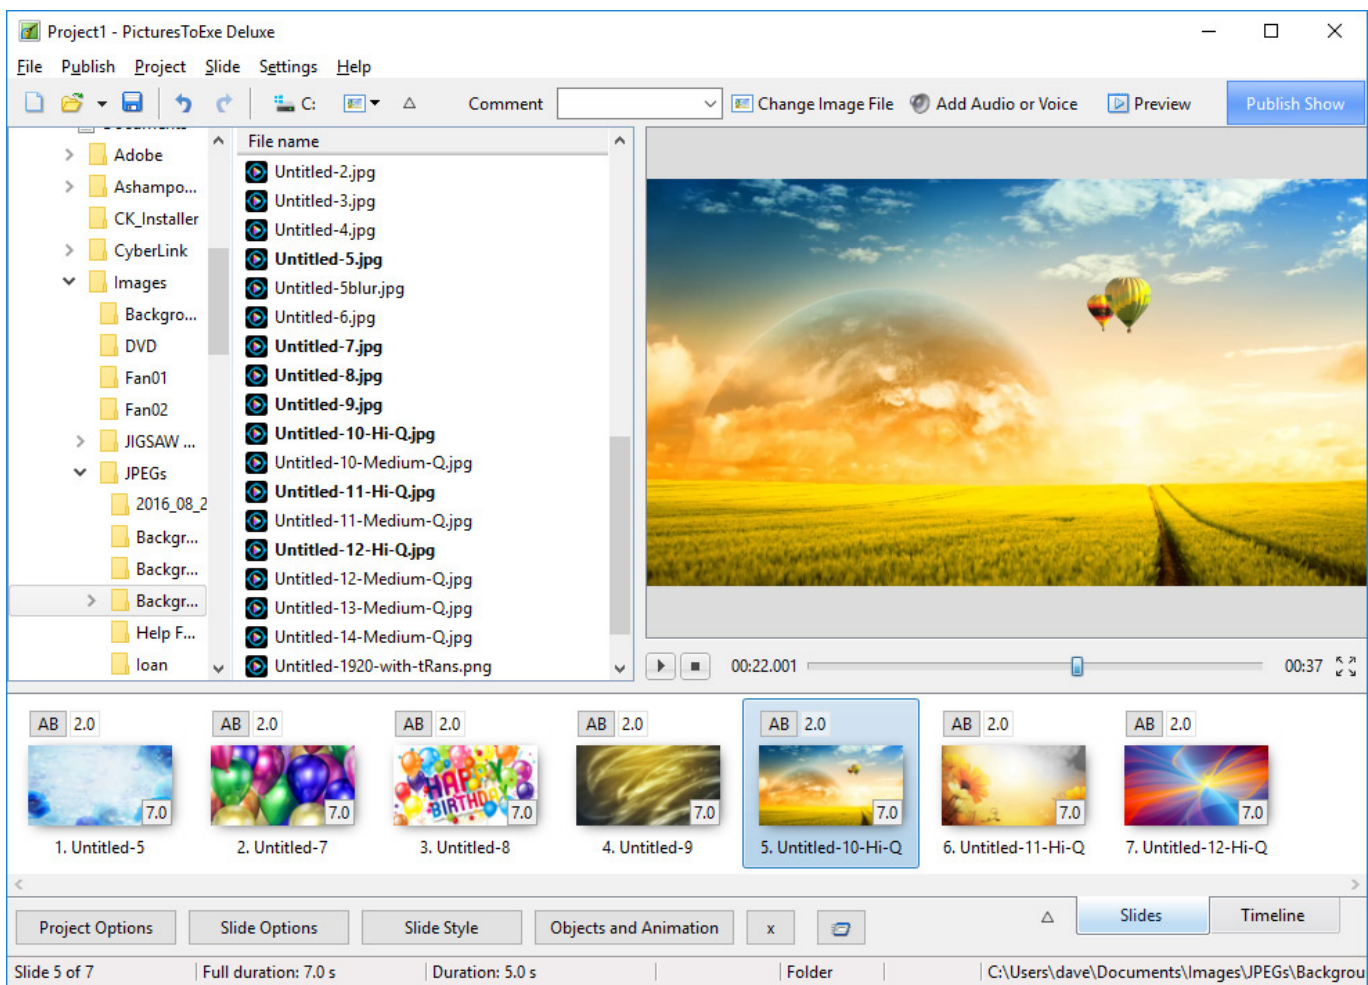 Project1 - PicturesToExe Deluxe
File Publish Project Slide Settings Help
C: Comment Change Image File Add Audio or Voice Preview Publish Show
Documents
Adobe
Ashampo...
CK_Installer
CyberLink
Images
Backgro...
DVD
Fan01
Fan02
JIGSAW ...
JPEGs
2016_08_2
Backgr...
Backgr...
Backgr...
Help F...
loan
File name
Untitled-2.jpg
Untitled-3.jpg
Untitled-4.jpg
Untitled-5.jpg
Untitled-5blur.jpg
Untitled-6.jpg
Untitled-7.jpg
Untitled-8.jpg
Untitled-9.jpg
Untitled-10-Hi-Q.jpg
Untitled-10-Medium-Q.jpg
Untitled-11-Hi-Q.jpg
Untitled-11-Medium-Q.jpg
Untitled-12-Hi-Q.jpg
Untitled-12-Medium-Q.jpg
Untitled-13-Medium-Q.jpg
Untitled-14-Medium-Q.jpg
Untitled-1920-with-tRans.png
00:22.001 00:37
AB 2.0 AB 2.0 AB 2.0 AB 2.0 AB 2.0 AB 2.0 AB 2.0
HAPPY
BIRTHDAY
7.0 7.0 7.0 7.0 7.0 7.0 7.0
1. Untitled-5 2. Untitled-7 3. Untitled-8 4. Untitled-9 5. Untitled-10-Hi-Q 6. Untitled-11-Hi-Q 7. Untitled-12-Hi-Q
Project Options Slide Options Slide Style Objects and Animation x Slides Timeline
Slide 5 of 7 Full duration: 7.0 s Duration: 5.0 s Folder C:\Users\dave\Documents\Images\JPEGs\Backgrou